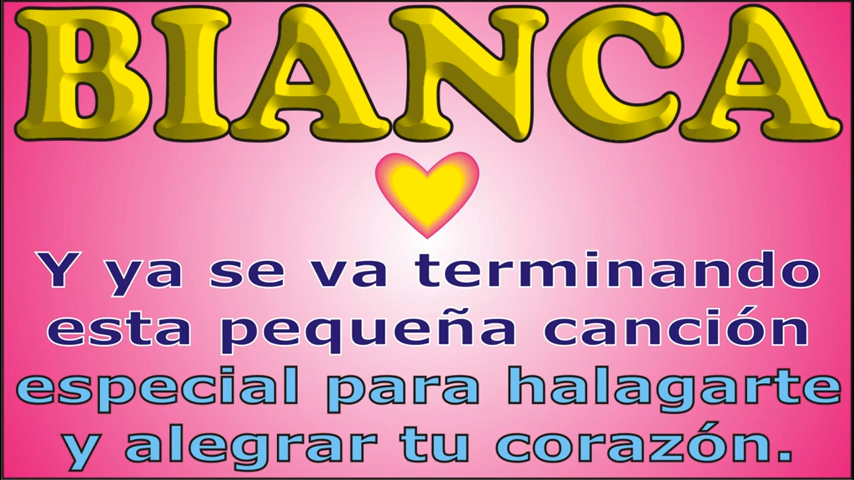 BIANCA
Y ya se va terminando
esta pequeña canción
especial para halagarte
y alegrar tu corazón.